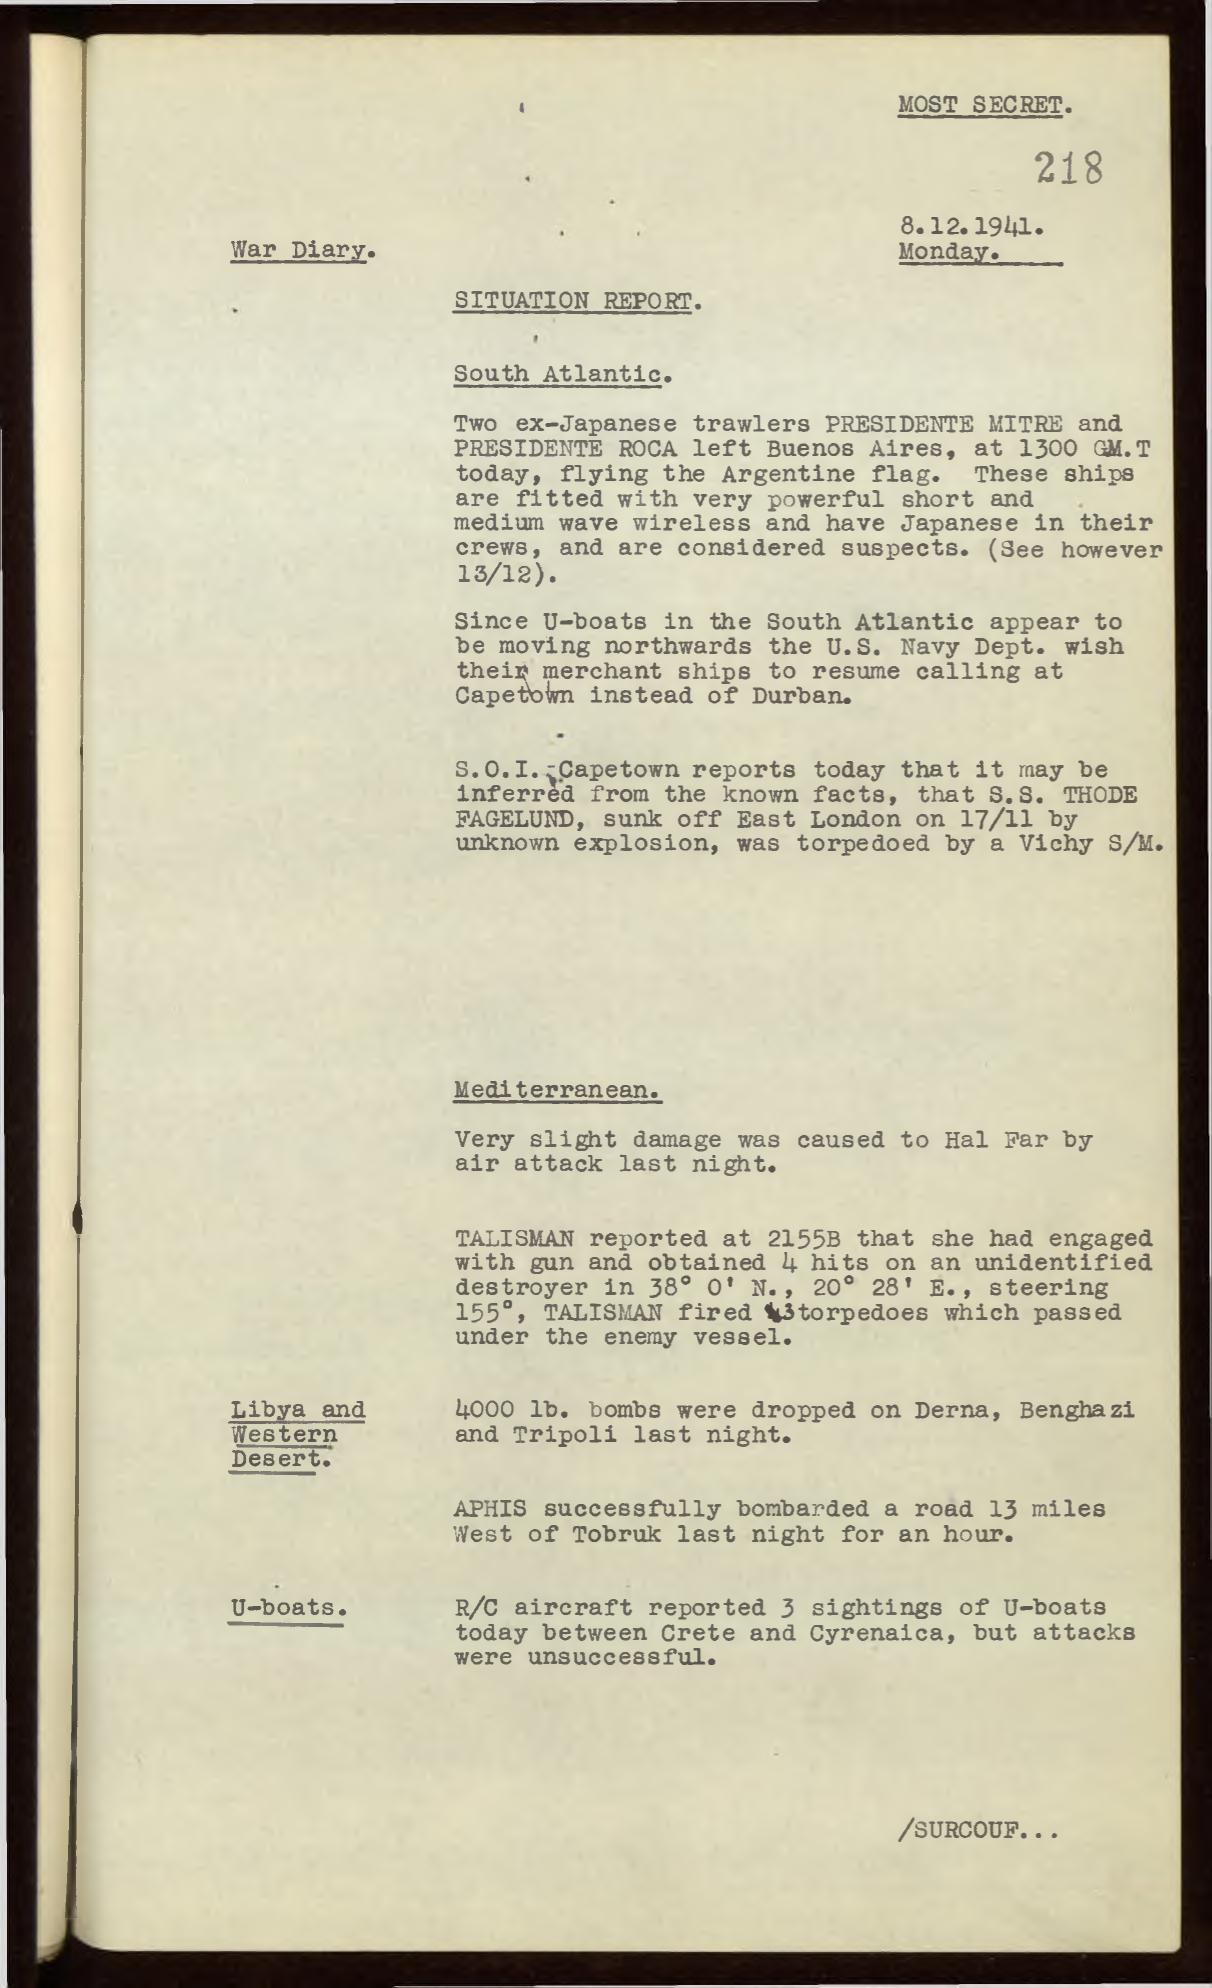 MOST SECRET.
218
8.12.1941.
Monday.
War Diary.
SITUATION REPORT.
South Atlantic.
Two ex-Japanese trawlers PRESIDENTE MITRE and
PRESIDENTE ROCA left Buenos Aires, at 1300 GM.T
today, flying the Argentine flag. These ships
are fitted with very powerful short and
medium wave wireless and have Japanese in their
crews, and are considered suspects. (See however
13/12).
Since U-boats in the South Atlantic appear to
be moving northwards the U.S. Navy Dept. wish
their merchant ships to resume calling at
Capetown instead of Durban.
S.O.I. Capetown reports today that it may be
inferred from the known facts, that S.S. THODE
FAGELUND, sunk off East London on 17/11 by
unknown explosion, was torpedoed by a Vichy S/M.
Mediterranean.
Very slight damage was caused to Hal Far by
air attack last night.
TALISMAN reported at 2155B that she had engaged
with gun and obtained 4 hits on an unidentified
destroyer in 38° 0' N., 20° 28' E., steering
155°, TALISMAN fired 3 torpedoes which passed
under the enemy vessel.
Libya and
Western
Desert.
4000 lb. bombs were dropped on Derna, Benghazi
and Tripoli last night.
APHIS successfully bombarded a road 13 miles
West of Tobruk last night for an hour.
U-boats.
R/C aircraft reported 3 sightings of U-boats
today between Crete and Cyrenaica, but attacks
were unsuccessful.
/SURCOUF...